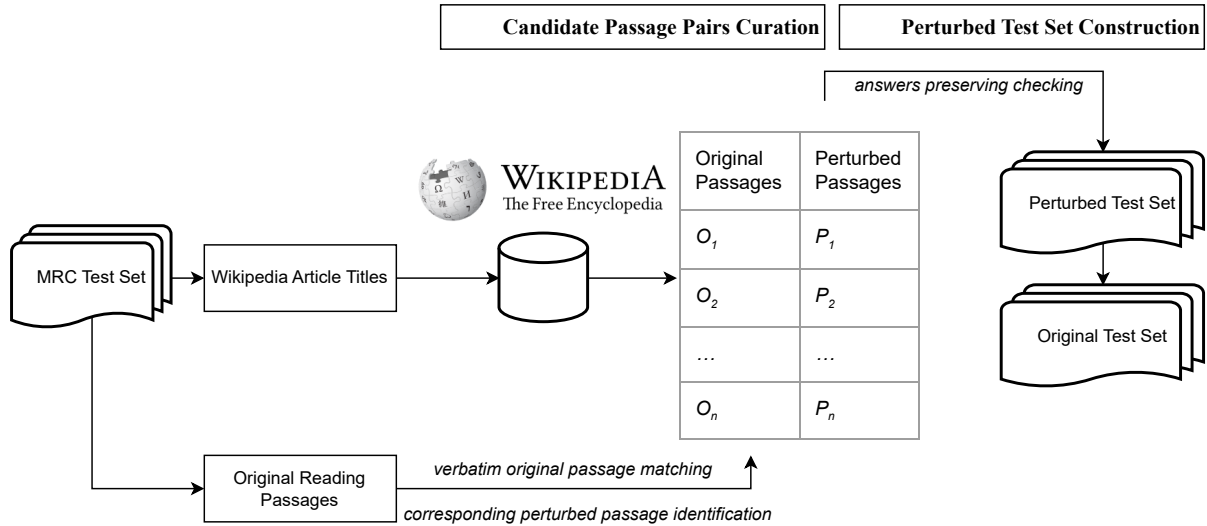 Candidate Passage Pairs Curation
Perturbed Test Set Construction
answers preserving checking
WIKIPEDIA
The Free Encyclopedia
Original
Passages
Perturbed
Passages
O1
P1
O2
P2
...
...
On
Pn
MRC Test Set
Wikipedia Article Titles
Perturbed Test Set
Original Test Set
Original Reading
Passages
verbatim original passage matching
corresponding perturbed passage identification